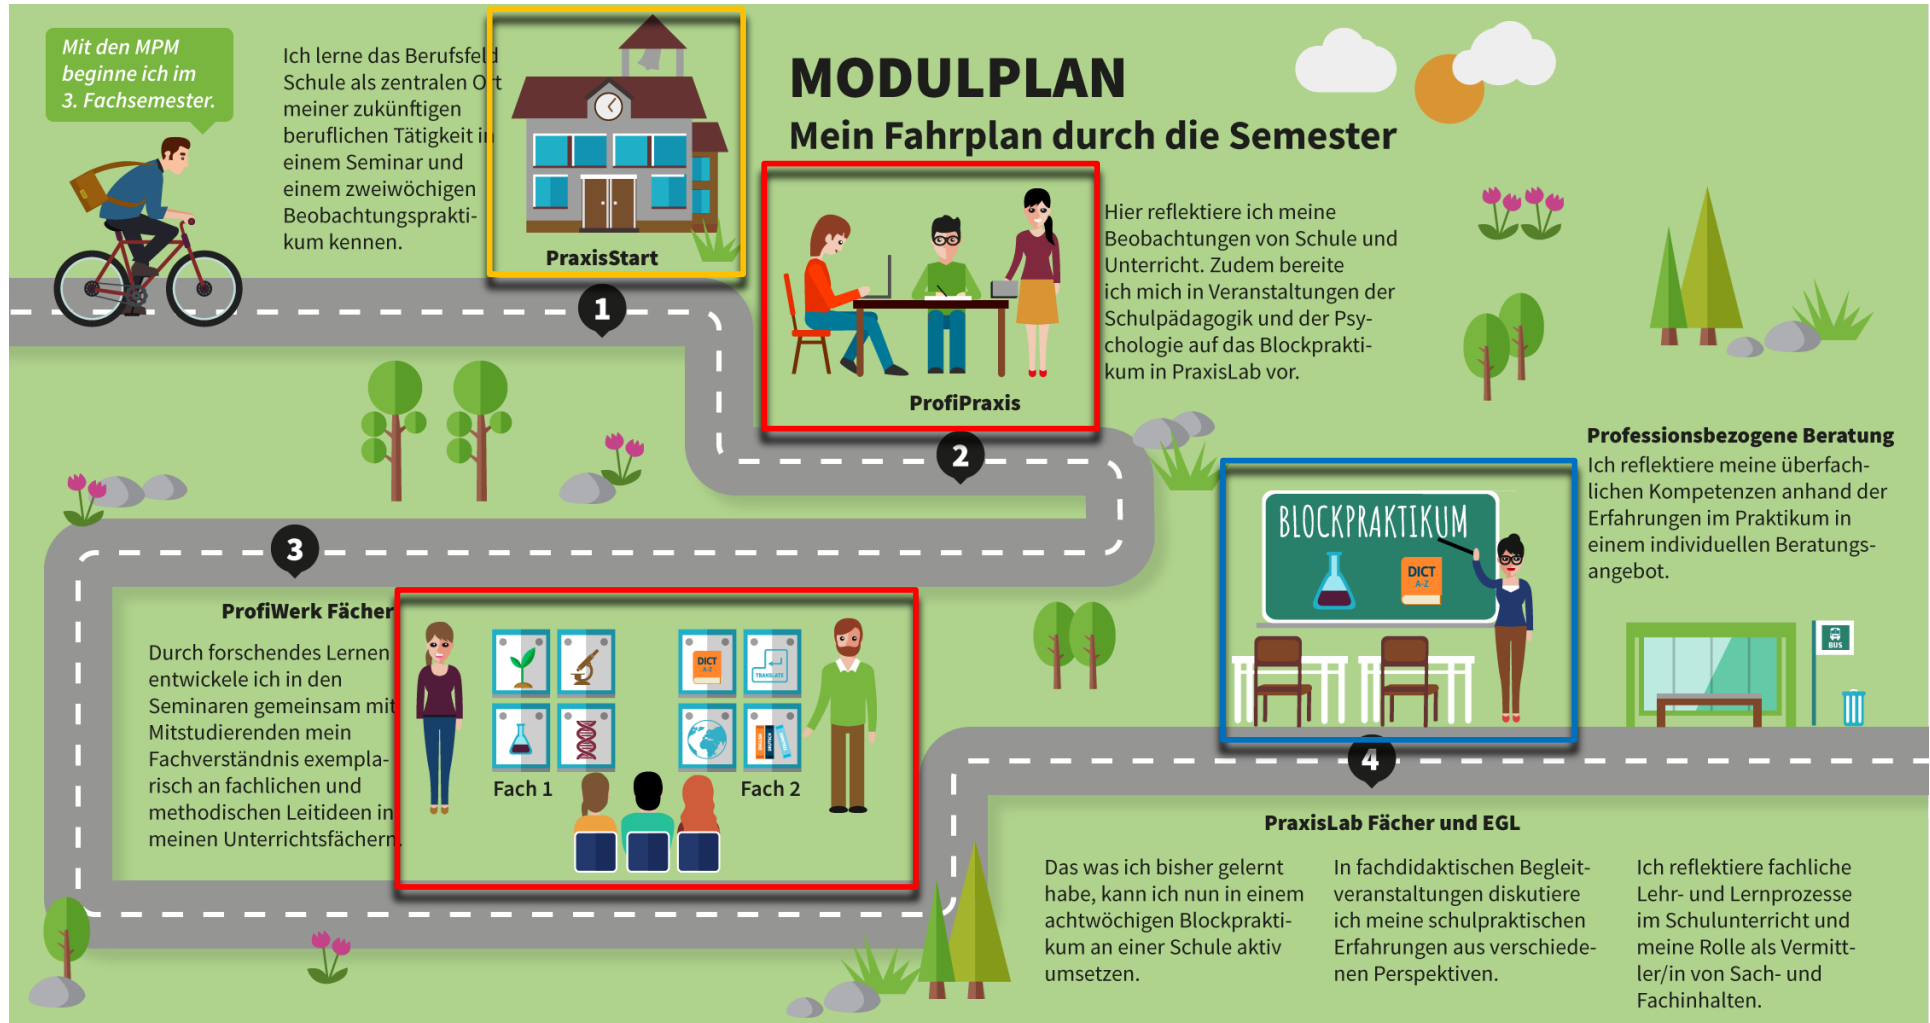 Mit den MPM
beginne ich im
3. Fachsemester.
Ich lerne das Berufsfeld
Schule als zentralen Ort
meiner zukünftigen
beruflichen Tätigkeit in
einem Seminar und
einem zweiwöchigen
Beobachtungsprakti-
kum kennen.
PraxisStart
1
MODULPLAN
Mein Fahrplan durch die Semester
Hier reflektiere ich meine
Beobachtungen von Schule und
Unterricht. Zudem bereite
ich mich in Veranstaltungen der
Schulpädagogik und der Psy-
chologie auf das Blockprakti-
kum in PraxisLab vor.
ProfiPraxis
2
3
ProfiWerk Fächer
Durch forschendes Lernen
entwickele ich in den
Seminaren gemeinsam mit
Mitstudierenden mein
Fachverständnis exempla-
risch an fachlichen und
methodischen Leitideen in
meinen Unterrichtsfächern.
DICT
A-Z
TRANSLATE
Fach 1
Fach 2
Professionsbezogene Beratung
Ich reflektiere meine überfach-
lichen Kompetenzen anhand der
Erfahrungen im Praktikum in
einem individuellen Beratungs-
angebot.
BLOCKPRAKTIKUM
DICT
A-Z
BUS
4
PraxisLab Fächer und EGL
Das was ich bisher gelernt
habe, kann ich nun in einem
achtwöchigen Blockprakti-
kum an einer Schule aktiv
umsetzen.
In fachdidaktischen Begleit-
veranstaltungen diskutiere
ich meine schulpraktischen
Erfahrungen aus verschiede-
nen Perspektiven.
Ich reflektiere fachliche
Lehr- und Lernprozesse
im Schulunterricht und
meine Rolle als Vermitt-
ler/in von Sach- und
Fachinhalten.